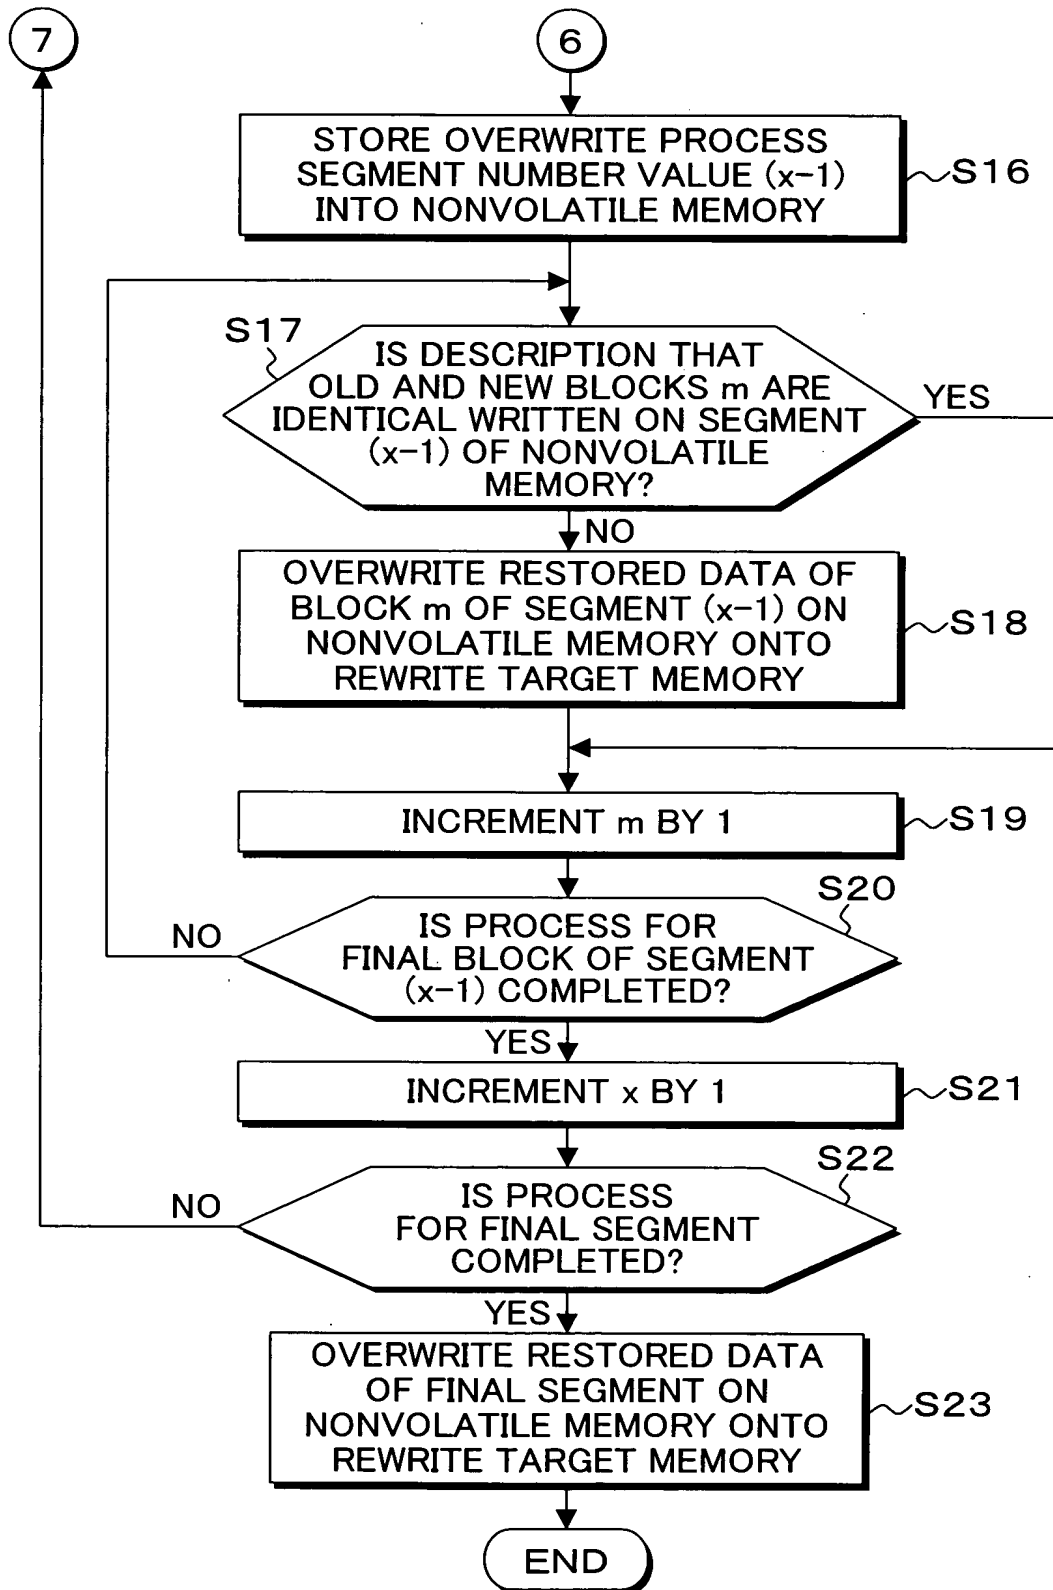 7
6
STORE OVERWRITE PROCESS
SEGMENT NUMBER VALUE (x-1)
INTO NONVOLATILE MEMORY
S16
S17
IS DESCRIPTION THAT
OLD AND NEW BLOCKS m ARE
IDENTICAL WRITTEN ON SEGMENT
(x-1) OF NONVOLATILE
MEMORY?
YES
NO
OVERWRITE RESTORED DATA OF
BLOCK m OF SEGMENT (x-1) ON
NONVOLATILE MEMORY ONTO
REWRITE TARGET MEMORY
S18
INCREMENT m BY 1
S19
S20
IS PROCESS FOR
FINAL BLOCK OF SEGMENT
(x-1) COMPLETED?
NO
YES
INCREMENT x BY 1
S21
S22
IS PROCESS
FOR FINAL SEGMENT
COMPLETED?
NO
YES
OVERWRITE RESTORED DATA
OF FINAL SEGMENT ON
NONVOLATILE MEMORY ONTO
REWRITE TARGET MEMORY
S23
END